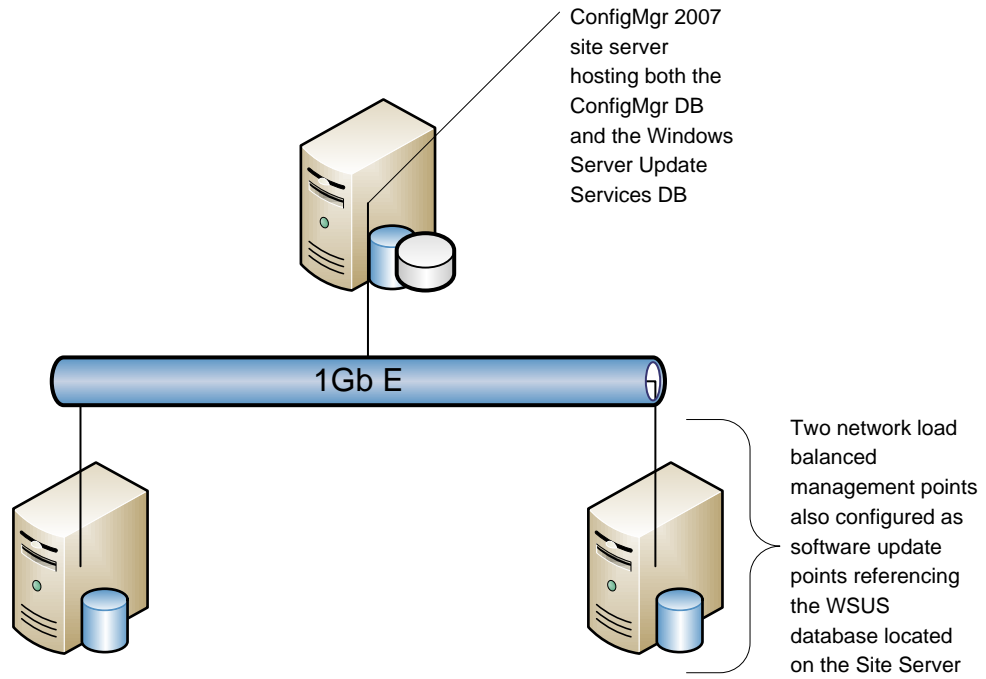 ConfigMgr 2007
site server
hosting both the
ConfigMgr DB
and the Windows
Server Update
Services DB
1Gb E
Two network load
balanced
management points
also configured as
software update
points referencing
the WSUS
database located
on the Site Server